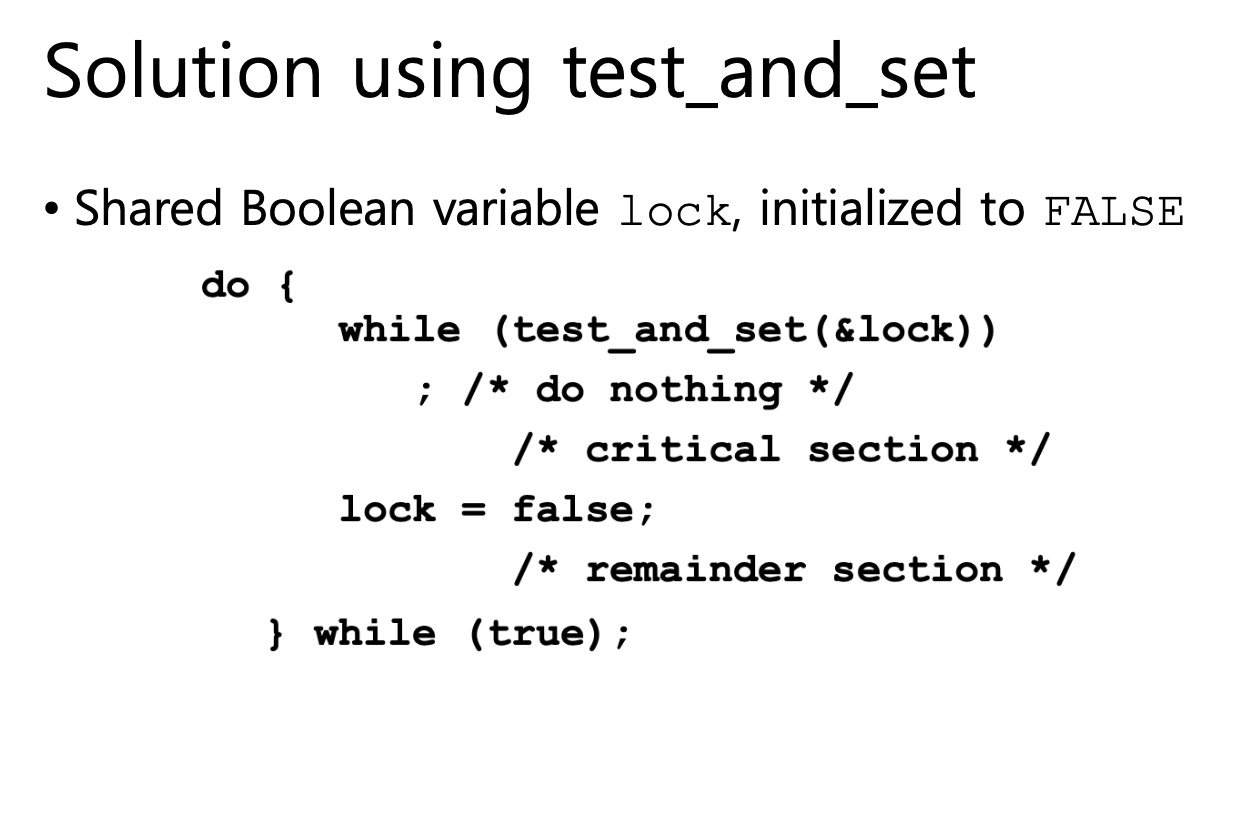 Solution using test_and_set
• Shared Boolean variable lock, initialized to FALSE
do {
while (test_and_set(&lock))
; /* do nothing */
/* critical section */
lock = false;
/* remainder section */
} while (true);